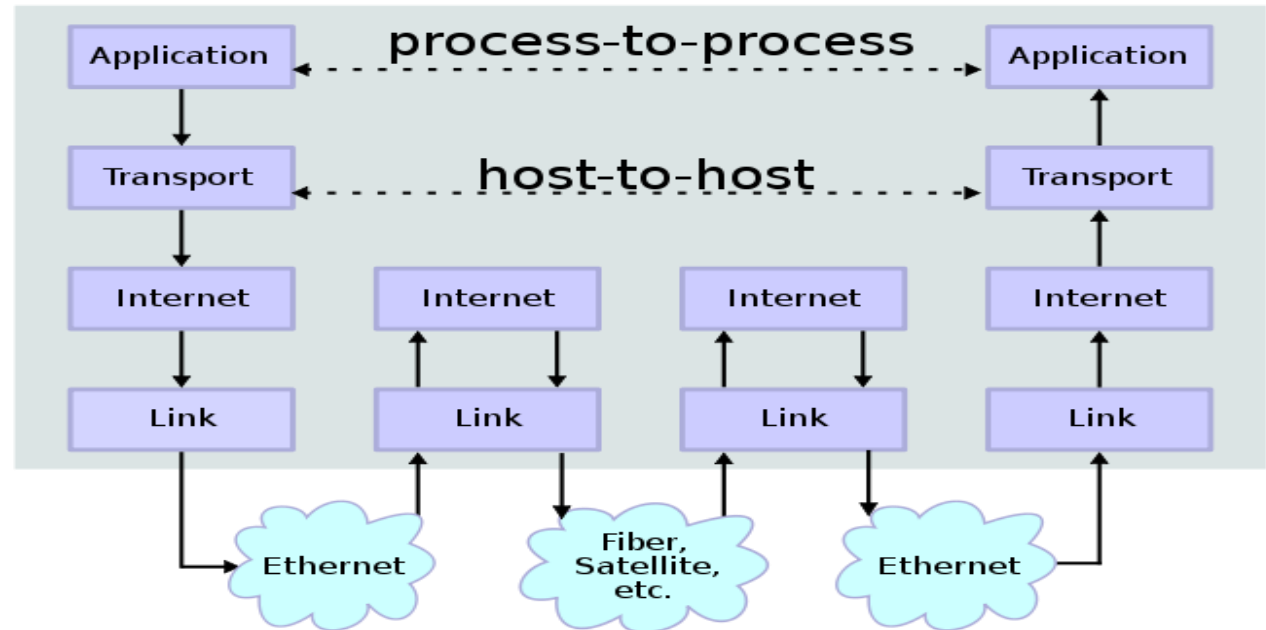 process-to-process
Application
Application
host-to-host
Transport
Transport
Internet
Internet
Internet
Internet
Link
Link
Link
Link
Ethernet
Fiber,
Satellite,
etc.
Ethernet